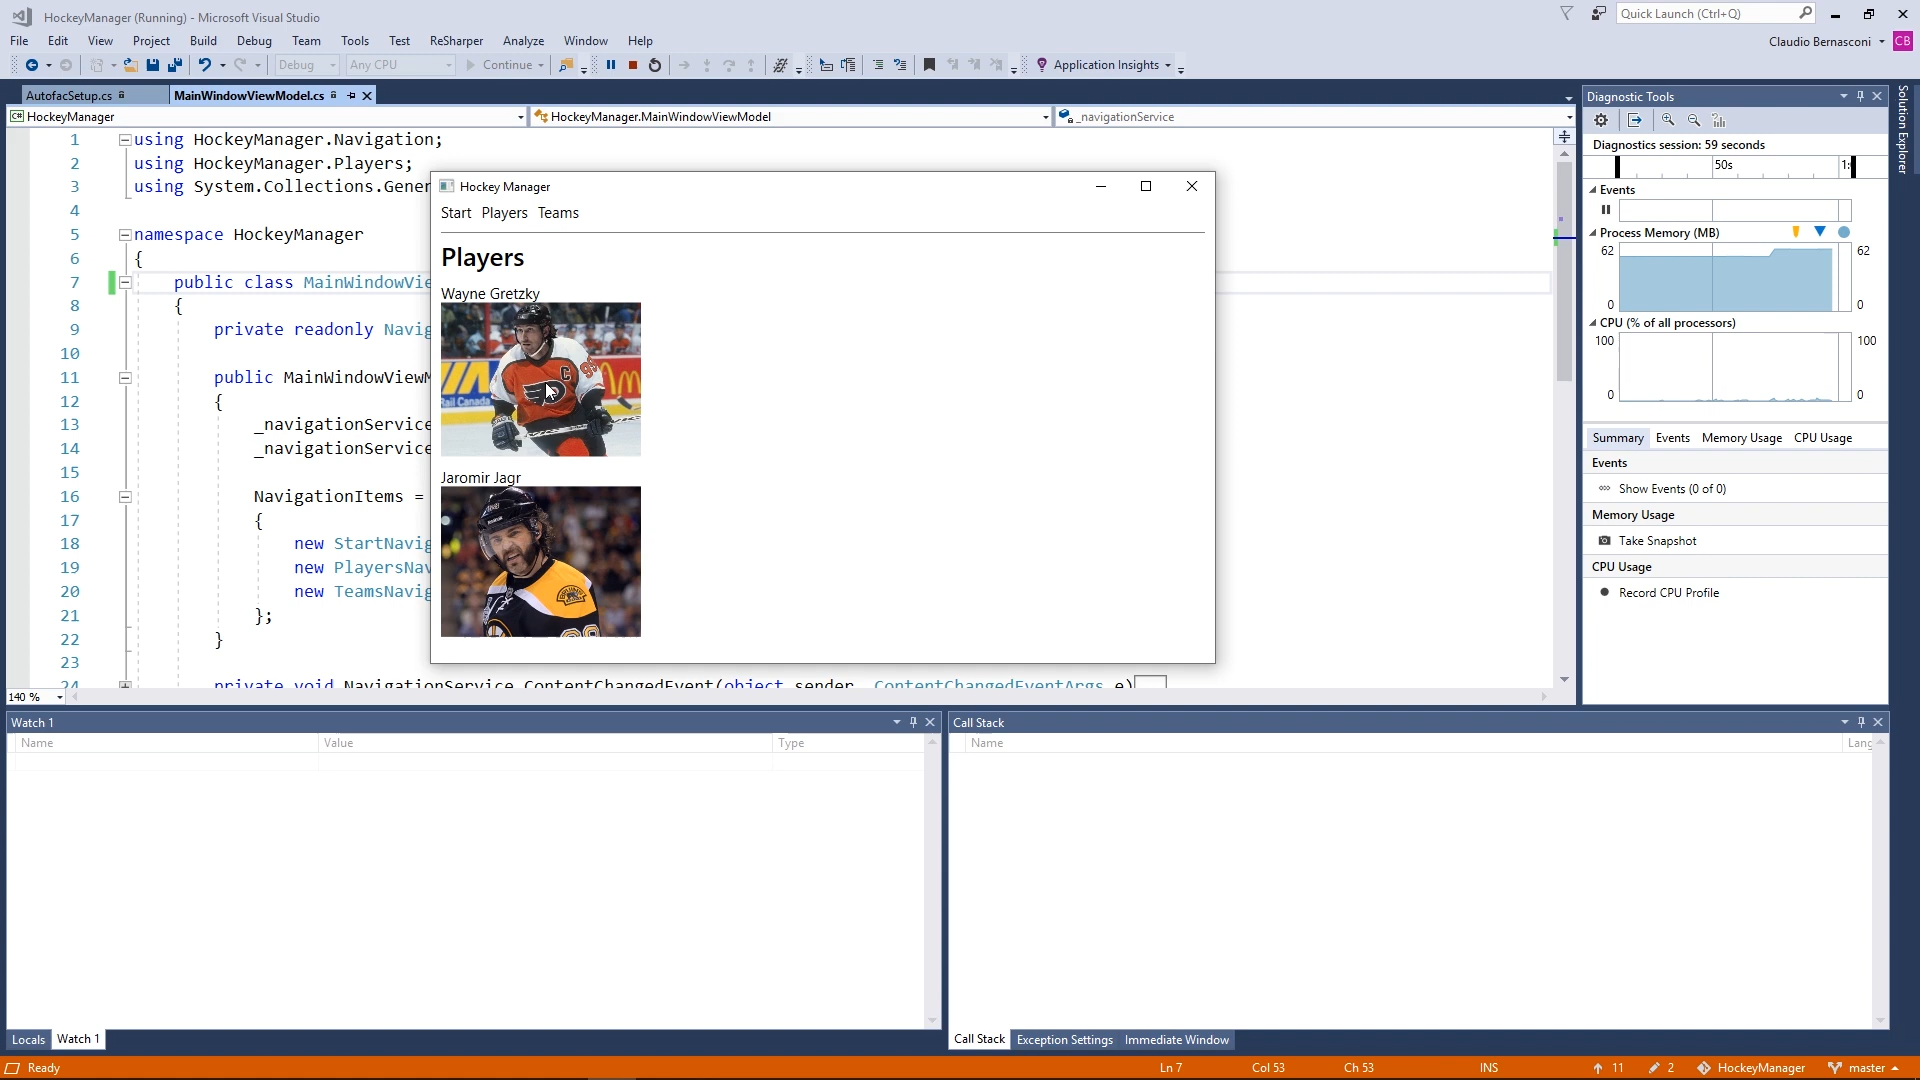 HockeyManager (Running) - Microsoft Visual Studio
Quick Launch (Ctrl+Q)
File Edit View Project Build Debug Team Tools Test ReSharper Analyze Window Help
Claudio Bernasconi CB
Debug Any CPU Continue Application Insights
AutofacSetup.cs MainWindowViewModel.cs
C# HockeyManager HockeyManager.MainWindowViewModel _navigationService
1 using HockeyManager.Navigation;
2 using HockeyManager.Players;
3 using System.Collections.Gener
4
5 namespace HockeyManager
6 {
7 public class MainWindowVie
8 {
9 private readonly Navig
10
11 public MainWindowViewM
12 {
13 _navigationService
14 _navigationService
15
16 NavigationItems =
17 {
18 new StartNavig
19 new PlayersNav
20 new TeamsNavig
21 };
22 }
23
24 private void NavigationService_ContentChangedEvent(object sender, ContentChangedEventArgs e)
140 %
Hockey Manager
Start Players Teams
Players
Wayne Gretzky
VIA
Rail Canada
C
Jaromir Jagr
Diagnostic Tools
Diagnostics session: 59 seconds
50s
Events
Process Memory (MB)
62 62
0 0
CPU (% of all processors)
100 100
0 0
Summary Events Memory Usage CPU Usage
Events
Show Events (0 of 0)
Memory Usage
Take Snapshot
CPU Usage
Record CPU Profile
Solution Explorer
Watch 1
Name Value Type
Locals Watch 1
Call Stack
Name Lang
Call Stack Exception Settings Immediate Window
Ready Ln 7 Col 53 Ch 53 INS 11 2 HockeyManager master